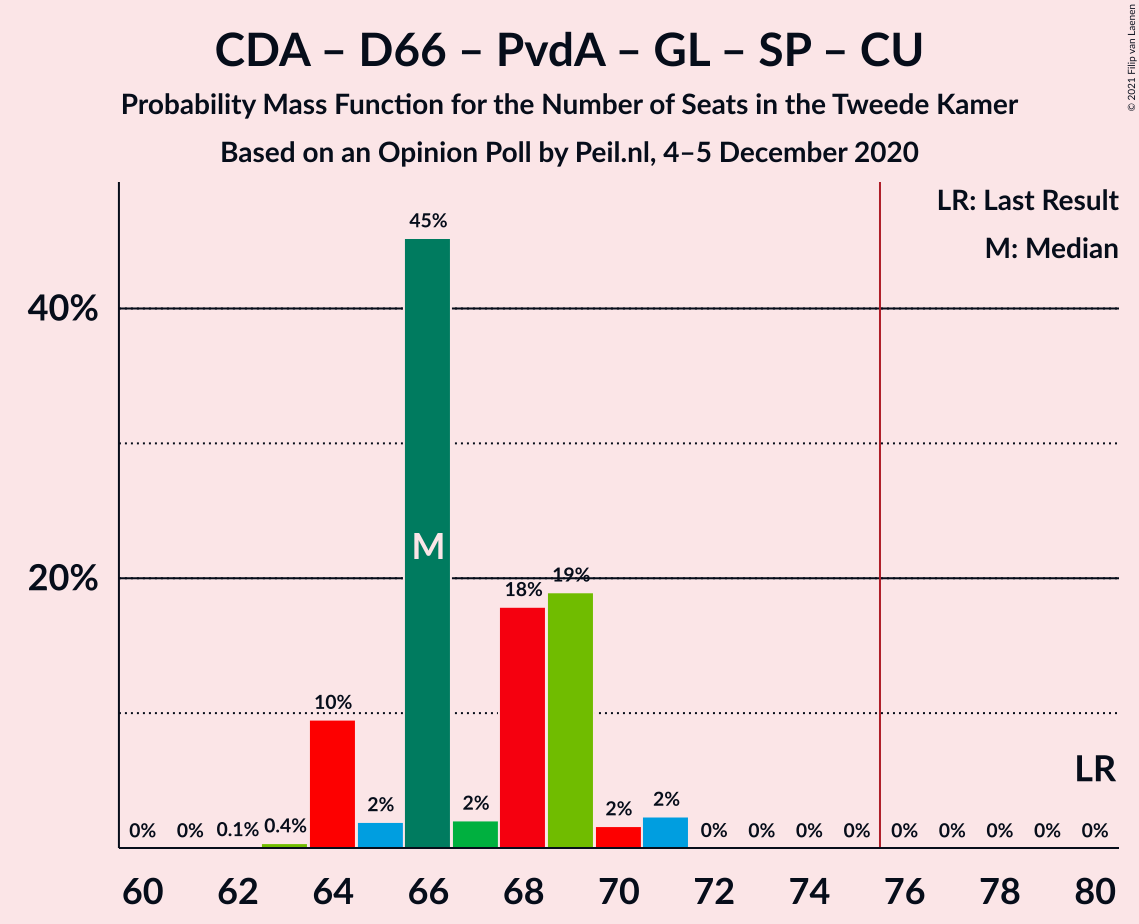 CDA – D66 – PvdA – GL – SP – CU
Probability Mass Function for the Number of Seats in the Tweede Kamer
Based on an Opinion Poll by Peil.nl, 4–5 December 2020
© 2021 Filip van Laenen
LR: Last Result
M: Median
45%
40%
M
20%
19%
18%
10%
LR
0% 0% 0.1% 0.4% 2% 2% 2% 2% 0% 0% 0% 0% 0% 0% 0% 0% 0%
60 62 64 66 68 70 72 74 76 78 80